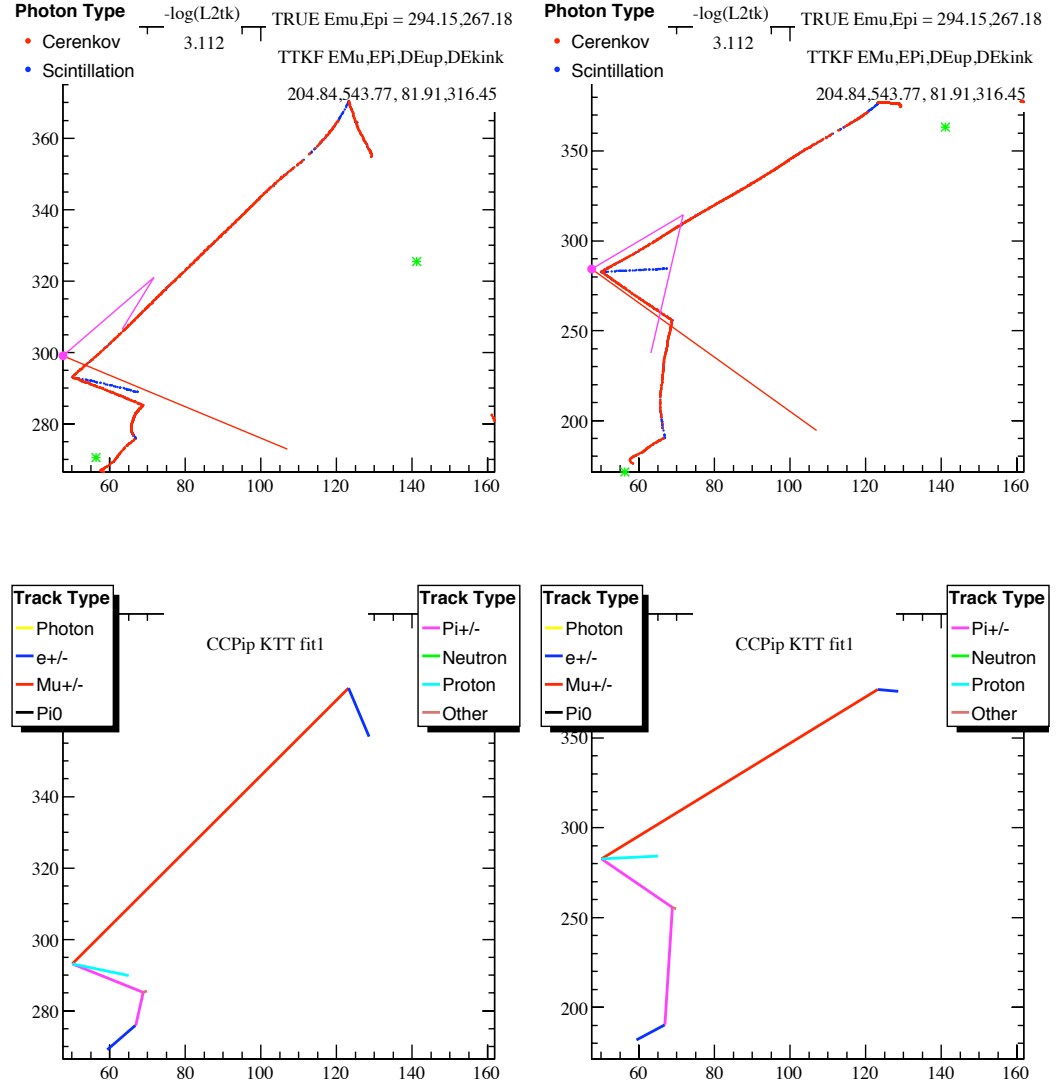 Photon Type
Cerenkov
Scintillation
-log(L2tk)
3.112
TRUE Emu,Epi = 294.15,267.18
TTKF EMu,EPi,DEup,DEkink
204.84,543.77, 81.91,316.45
360
340
320
300
280
60 80 100 120 140 160
Photon Type
Cerenkov
Scintillation
-log(L2tk)
3.112
TRUE Emu,Epi = 294.15,267.18
TTKF EMu,EPi,DEup,DEkink
204.84,543.77, 81.91,316.45
350
300
250
200
60 80 100 120 140 160
Track Type
Photon
e+/-
Mu+/-
Pi0
CCPip KTT fit1
Track Type
Pi+/-
Neutron
Proton
Other
340
320
300
280
60 80 100 120 140 160
Track Type
Photon
e+/-
Mu+/-
Pi0
CCPip KTT fit1
Track Type
Pi+/-
Neutron
Proton
Other
350
300
250
200
60 80 100 120 140 160